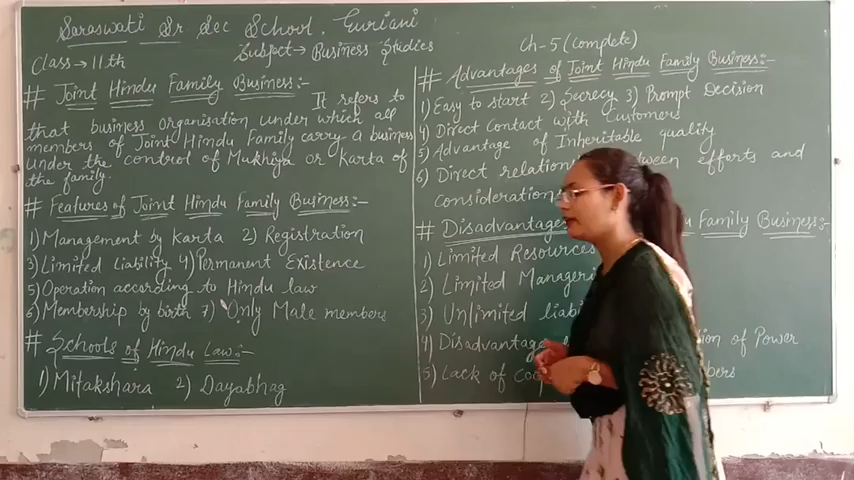 Saraswati Sr Sec School, Guriani
Subject → Business Studies
Class → 11th
# Joint Hindu Family Business:-
It refers to
that business organisation under which all
members of Joint Hindu Family carry a business
under the control of Mukhiya or Karta of
the family.
# Features of Joint Hindu Family Business:-
1) Management by Karta 2) Registration
3) Limited Liability 4) Permanent Existence
5) Operation according to Hindu law
6) Membership by birth 7) Only Male members
# Schools of Hindu Law:-
1) Mitakshara 2) Dayabhag
Ch-5 (Complete)
# Advantages of Joint Hindu Family Business:-
1) Easy to start 2) Secrecy 3) Prompt Decision
4) Direct Contact with Customers
5) Advantage of Inheritable quality
6) Direct relation efforts and
considerations
# Disadvantages Family Business:-
1) Limited Resources
2) Limited
3) Unlimited
4) Disadvantage of Power
5) Lack of